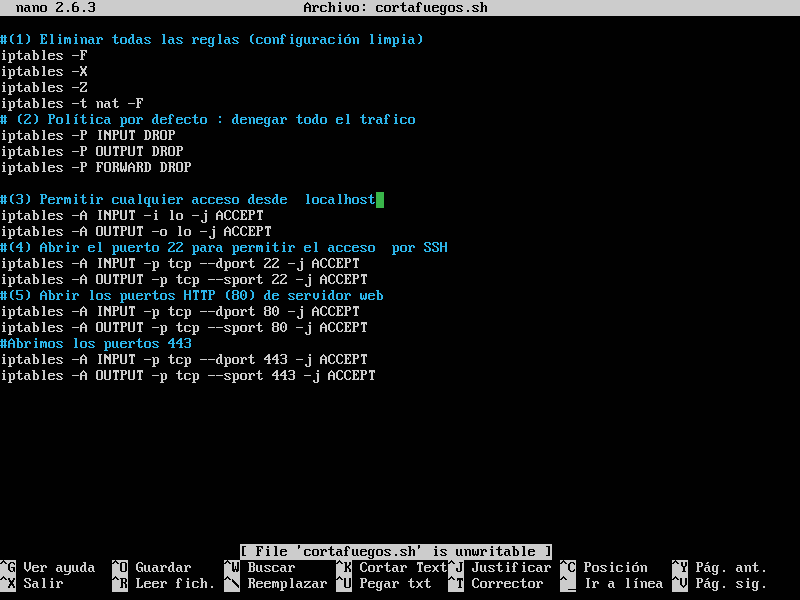 nano 2.6.3 Archivo: cortafuegos.sh
#(1) Eliminar todas las reglas (configuración limpia)
iptables -F
iptables -X
iptables -Z
iptables -t nat -F
# (2) Política por defecto : denegar todo el trafico
iptables -P INPUT DROP
iptables -P OUTPUT DROP
iptables -P FORWARD DROP
#(3) Permitir cualquier acceso desde  localhost
iptables -A INPUT -i lo -j ACCEPT
iptables -A OUTPUT -o lo -j ACCEPT
#(4) Abrir el puerto 22 para permitir el acceso  por SSH
iptables -A INPUT -p tcp --dport 22 -j ACCEPT
iptables -A OUTPUT -p tcp --sport 22 -j ACCEPT
#(5) Abrir los puertos HTTP (80) de servidor web
iptables -A INPUT -p tcp --dport 80 -j ACCEPT
iptables -A OUTPUT -p tcp --sport 80 -j ACCEPT
#Abrimos los puertos 443
iptables -A INPUT -p tcp --dport 443 -j ACCEPT
iptables -A OUTPUT -p tcp --sport 443 -j ACCEPT
[ File 'cortafuegos.sh' is unwritable ]
^G Ver ayuda ^O Guardar ^W Buscar ^K Cortar Text^J Justificar ^C Posición ^Y Pág. ant.
^X Salir ^R Leer fich. ^\ Reemplazar ^U Pegar txt ^T Corrector ^_ Ir a línea ^V Pág. sig.